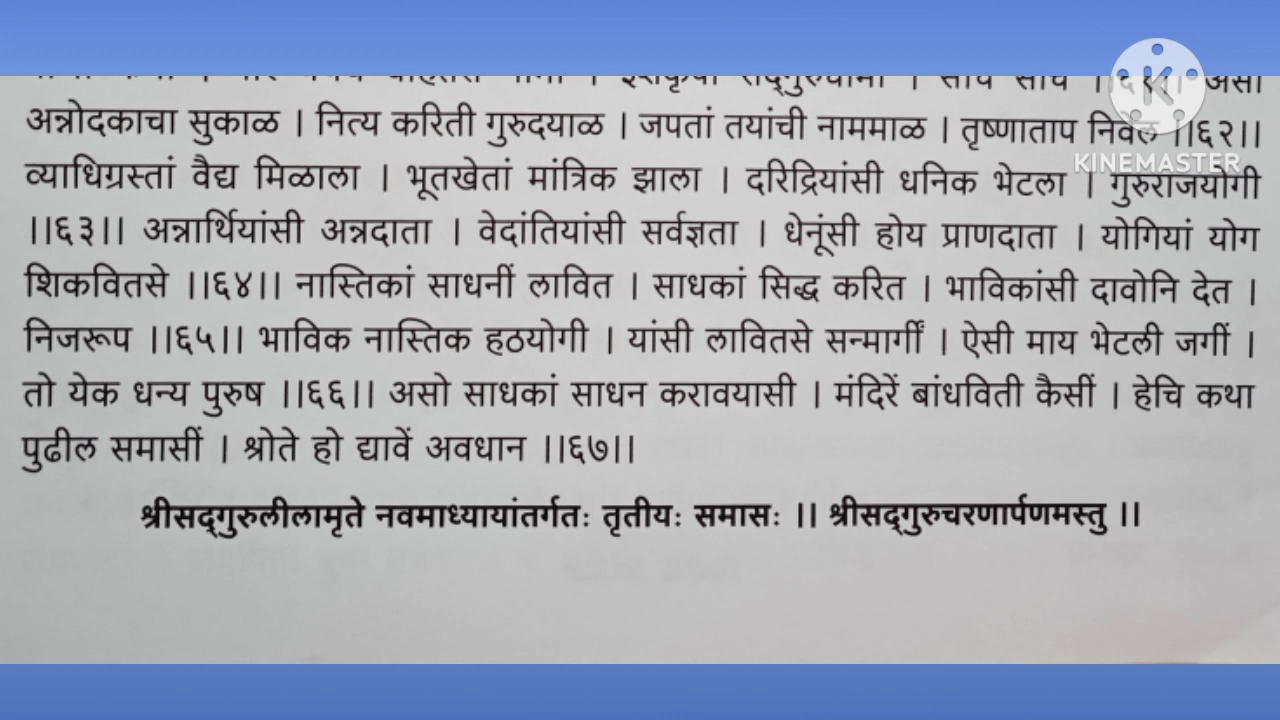 अन्नोदकाचा सुकाळ । नित्य करिती गुरुदयाळ । जपतां तयांची नाममाळ । तृष्णाताप निवेल ।।६२।।
व्याधिग्रस्तां वैद्य मिळाला । भूतखेतां मांत्रिक झाला । दरिद्रियांसी धनिक भेटला । गुरुराजयोगी
।।६३।। अन्नार्थियांसी अन्नदाता । वेदांतियांसी सर्वज्ञता । धेनूंसी होय प्राणदाता । योगियां योग
शिकवितसे ।।६४।। नास्तिकां साधनीं लावित । साधकां सिद्ध करित । भाविकांसी दावोनि देत ।
निजरूप ।।६५।। भाविक नास्तिक हठयोगी । यांसी लावितसे सन्मार्गीं । ऐसी माय भेटली जगीं ।
तो येक धन्य पुरुष ।।६६।। असो साधकां साधन करावयासी । मंदिरें बांधविती कैसीं । हेचि कथा
पुढील समासीं । श्रोते हो द्यावें अवधान ।।६७।।
श्रीसद्‌गुरुलीलामृते नवमाध्यायांतर्गतः तृतीयः समासः ।। श्रीसद्‌गुरुचरणार्पणमस्तु ।।
KINEMASTER